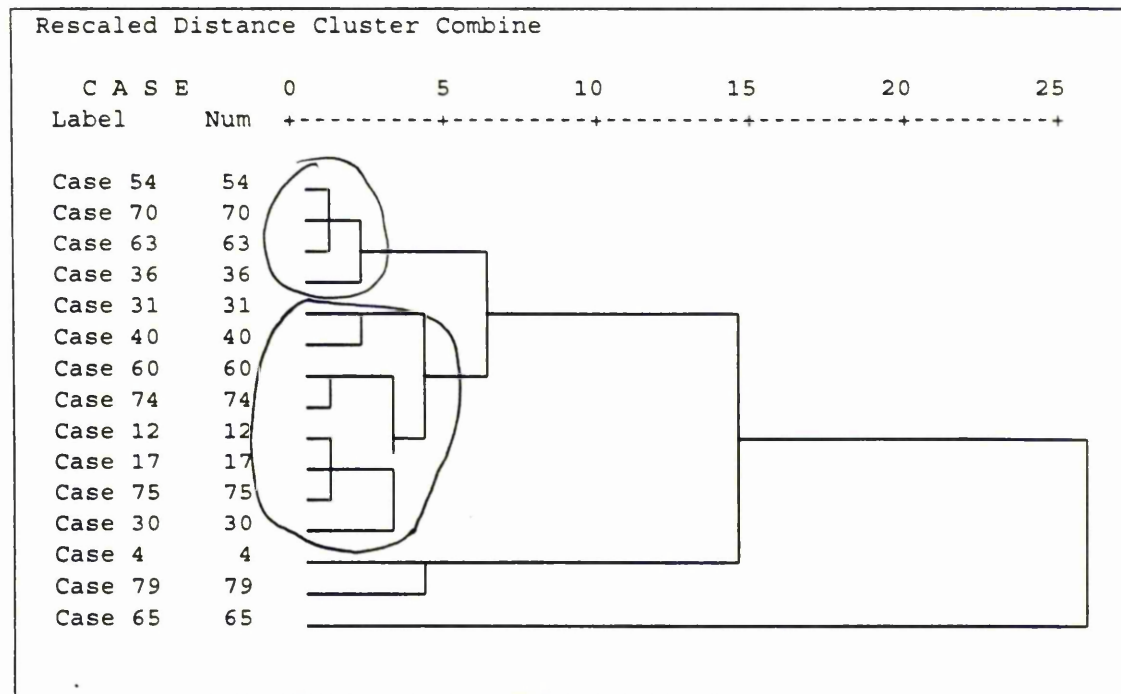 Rescaled Distance Cluster Combine
C A S E 0 5 10 15 20 25
Label Num +---------+---------+---------+---------+---------+
Case 54 54
Case 70 70
Case 63 63
Case 36 36
Case 31 31
Case 40 40
Case 60 60
Case 74 74
Case 12 12
Case 17 17
Case 75 75
Case 30 30
Case 4 4
Case 79 79
Case 65 65